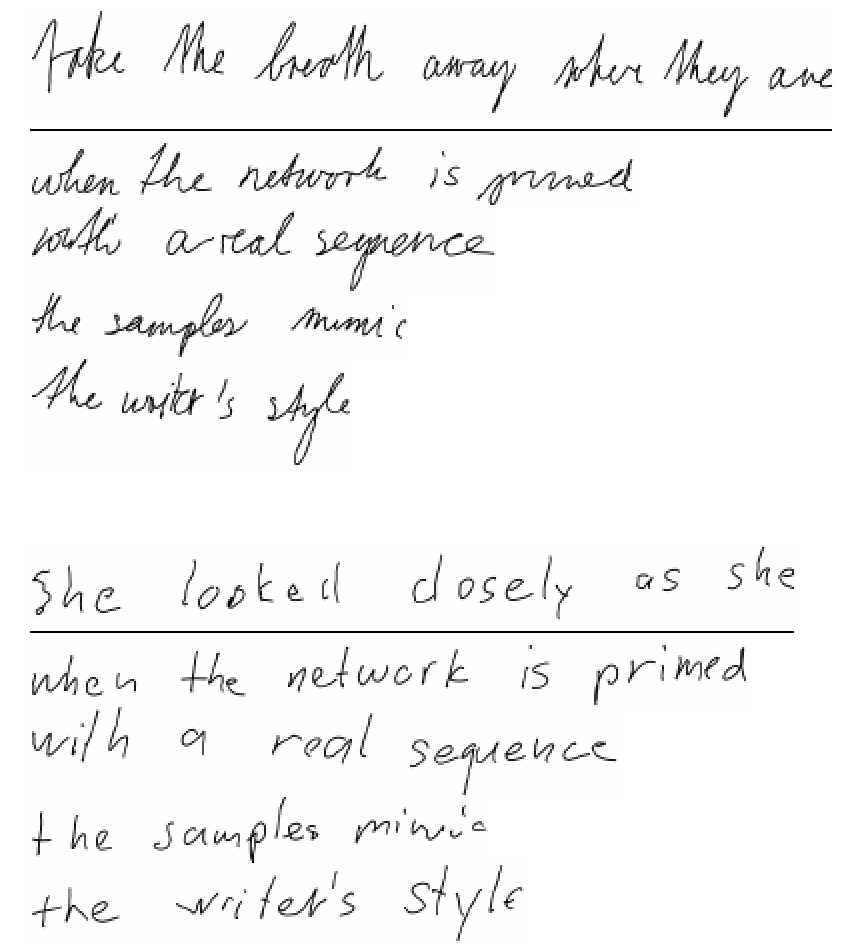 take the breath away when they are
when the network is primed
with a real sequence
the samples mimic
the writer's style
She looked closely as she
when the network is primed
with a real sequence
the samples mimic
the writer's style